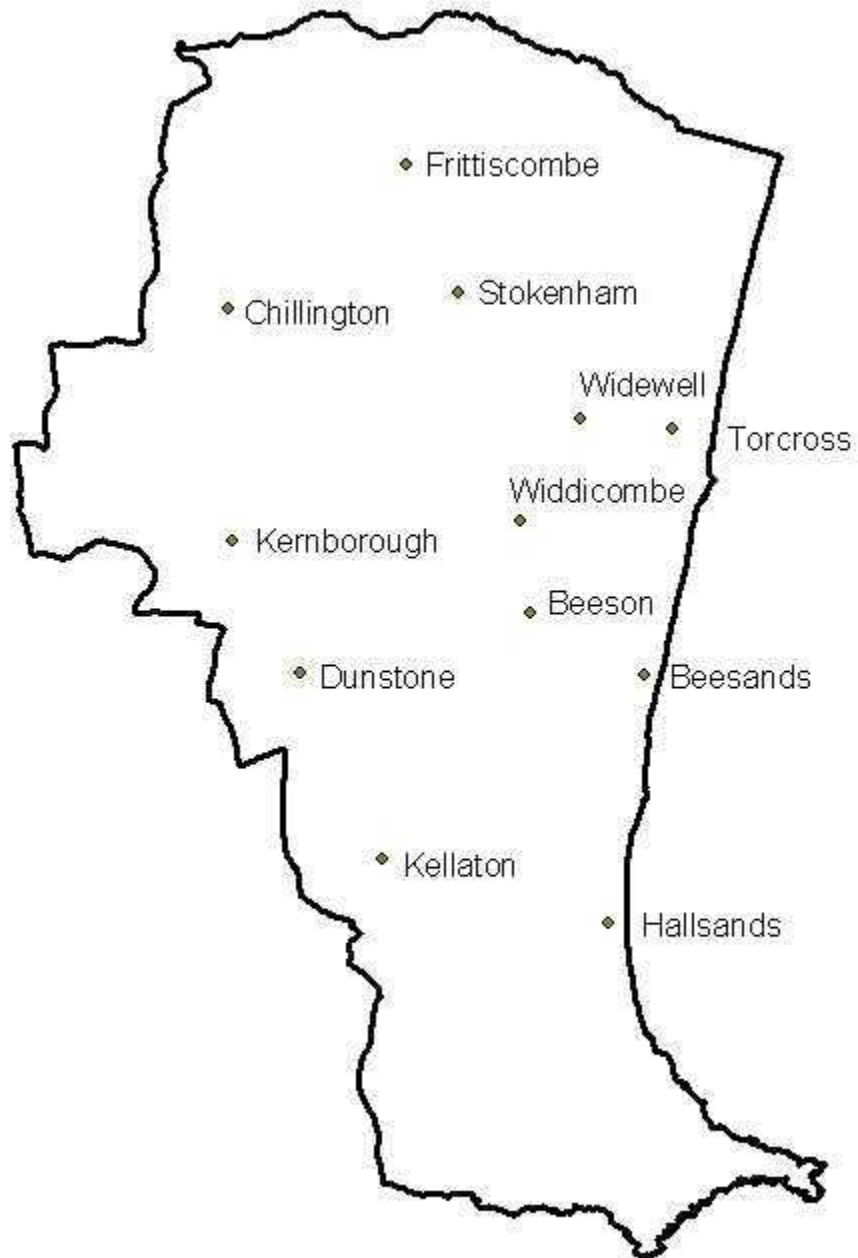 Frittiscombe
Stokenham
Chillington
Widewell
Torcross
Widdicombe
Kernborough
Beeson
Dunstone
Beesands
Kellaton
Hallsands